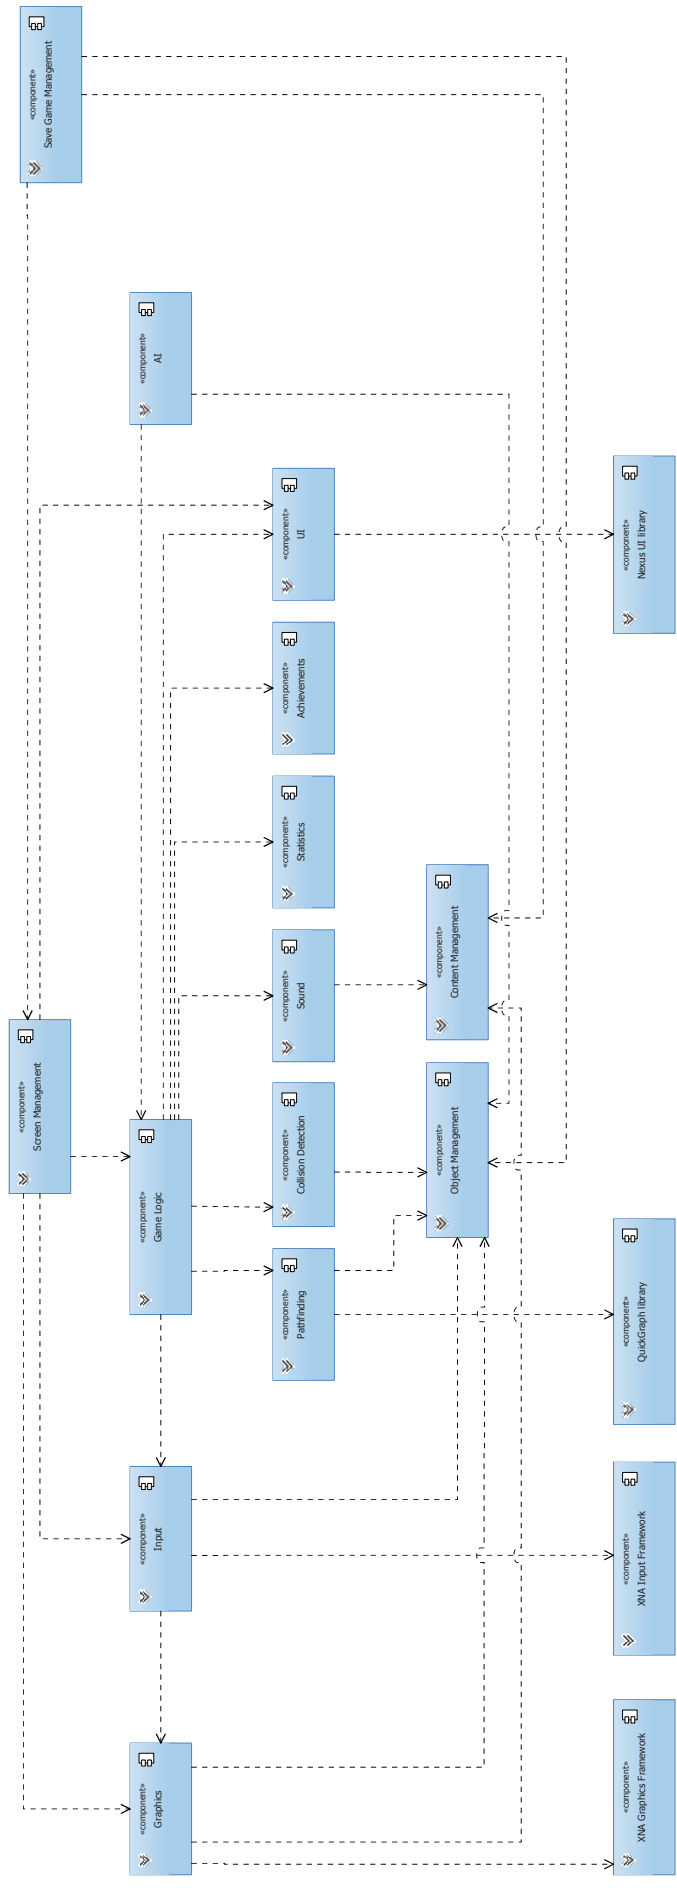 «component»
Save Game Management
«component»
AI
«component»
UI
«component»
Nexus UI library
«component»
Achievements
«component»
Statistics
«component»
Sound
«component»
Content Management
«component»
Screen Management
«component»
Game Logic
«component»
Collision Detection
«component»
Object Management
«component»
Pathfinding
«component»
QuickGraph library
«component»
Input
«component»
XNA Input Framework
«component»
Graphics
«component»
XNA Graphics Framework